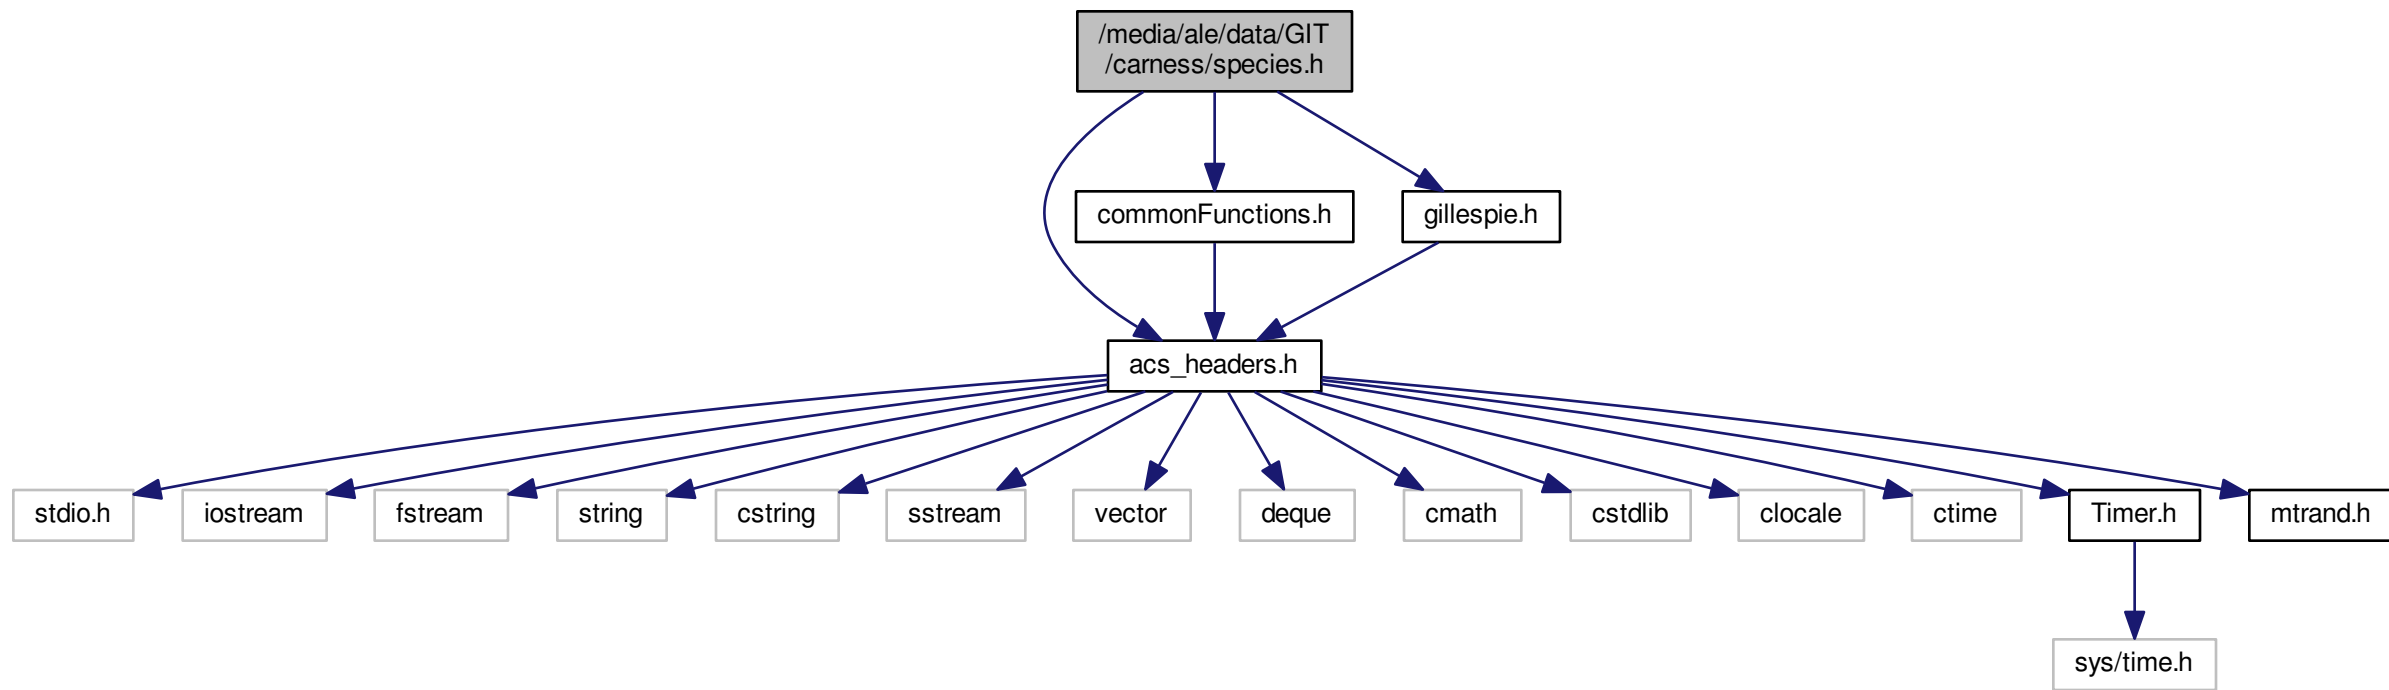 /media/ale/data/GIT
/carness/species.h
commonFunctions.h
gillespie.h
acs_headers.h
stdio.h
iostream
fstream
string
cstring
sstream
vector
deque
cmath
cstdlib
clocale
ctime
Timer.h
mtrand.h
sys/time.h